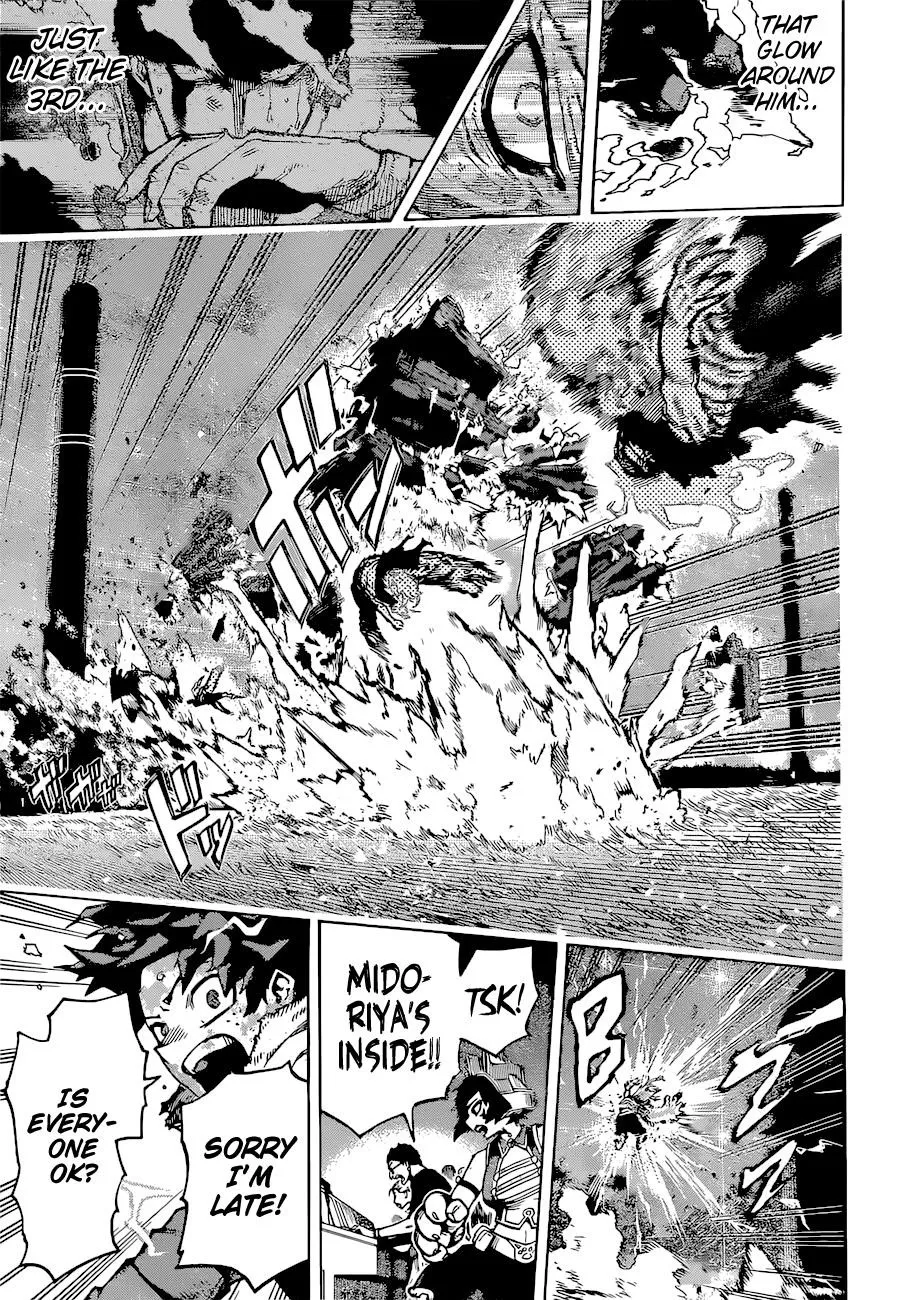 THAT
GLOW
AROUND
HIM...
JUST
LIKE THE
3RD...
TSK!
MIDO-
RIYA'S
INSIDE!!
SORRY
I'M
LATE!
IS
EVERY-
ONE
OK?